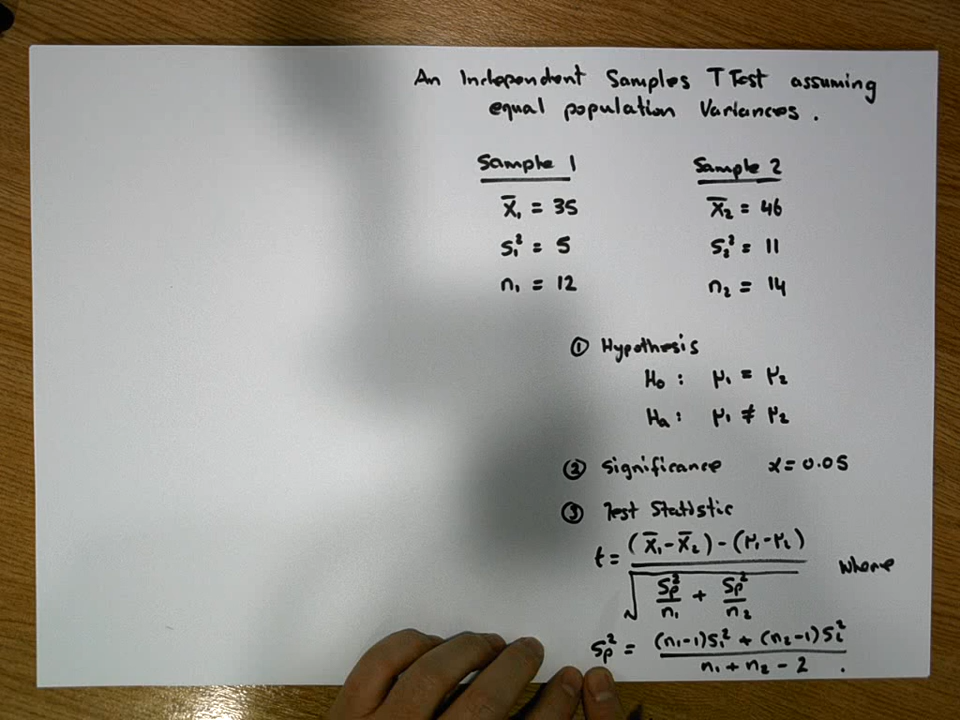 An Independent Samples T Test assuming
equal population Variances.
Sample 1 Sample 2
x̄₁ = 35 x̄₂ = 46
s₁² = 5 s₂² = 11
n₁ = 12 n₂ = 14
① Hypothesis
H₀ : μ₁ = μ₂
Hₐ : μ₁ ≠ μ₂
② Significance α = 0.05
③ Test Statistic
t = ((x̄₁ - x̄₂) - (μ₁ - μ₂)) / √(Sp²/n₁ + Sp²/n₂) where
Sp² = ((n₁-1)s₁² + (n₂-1)s₂²) / (n₁ + n₂ - 2) .